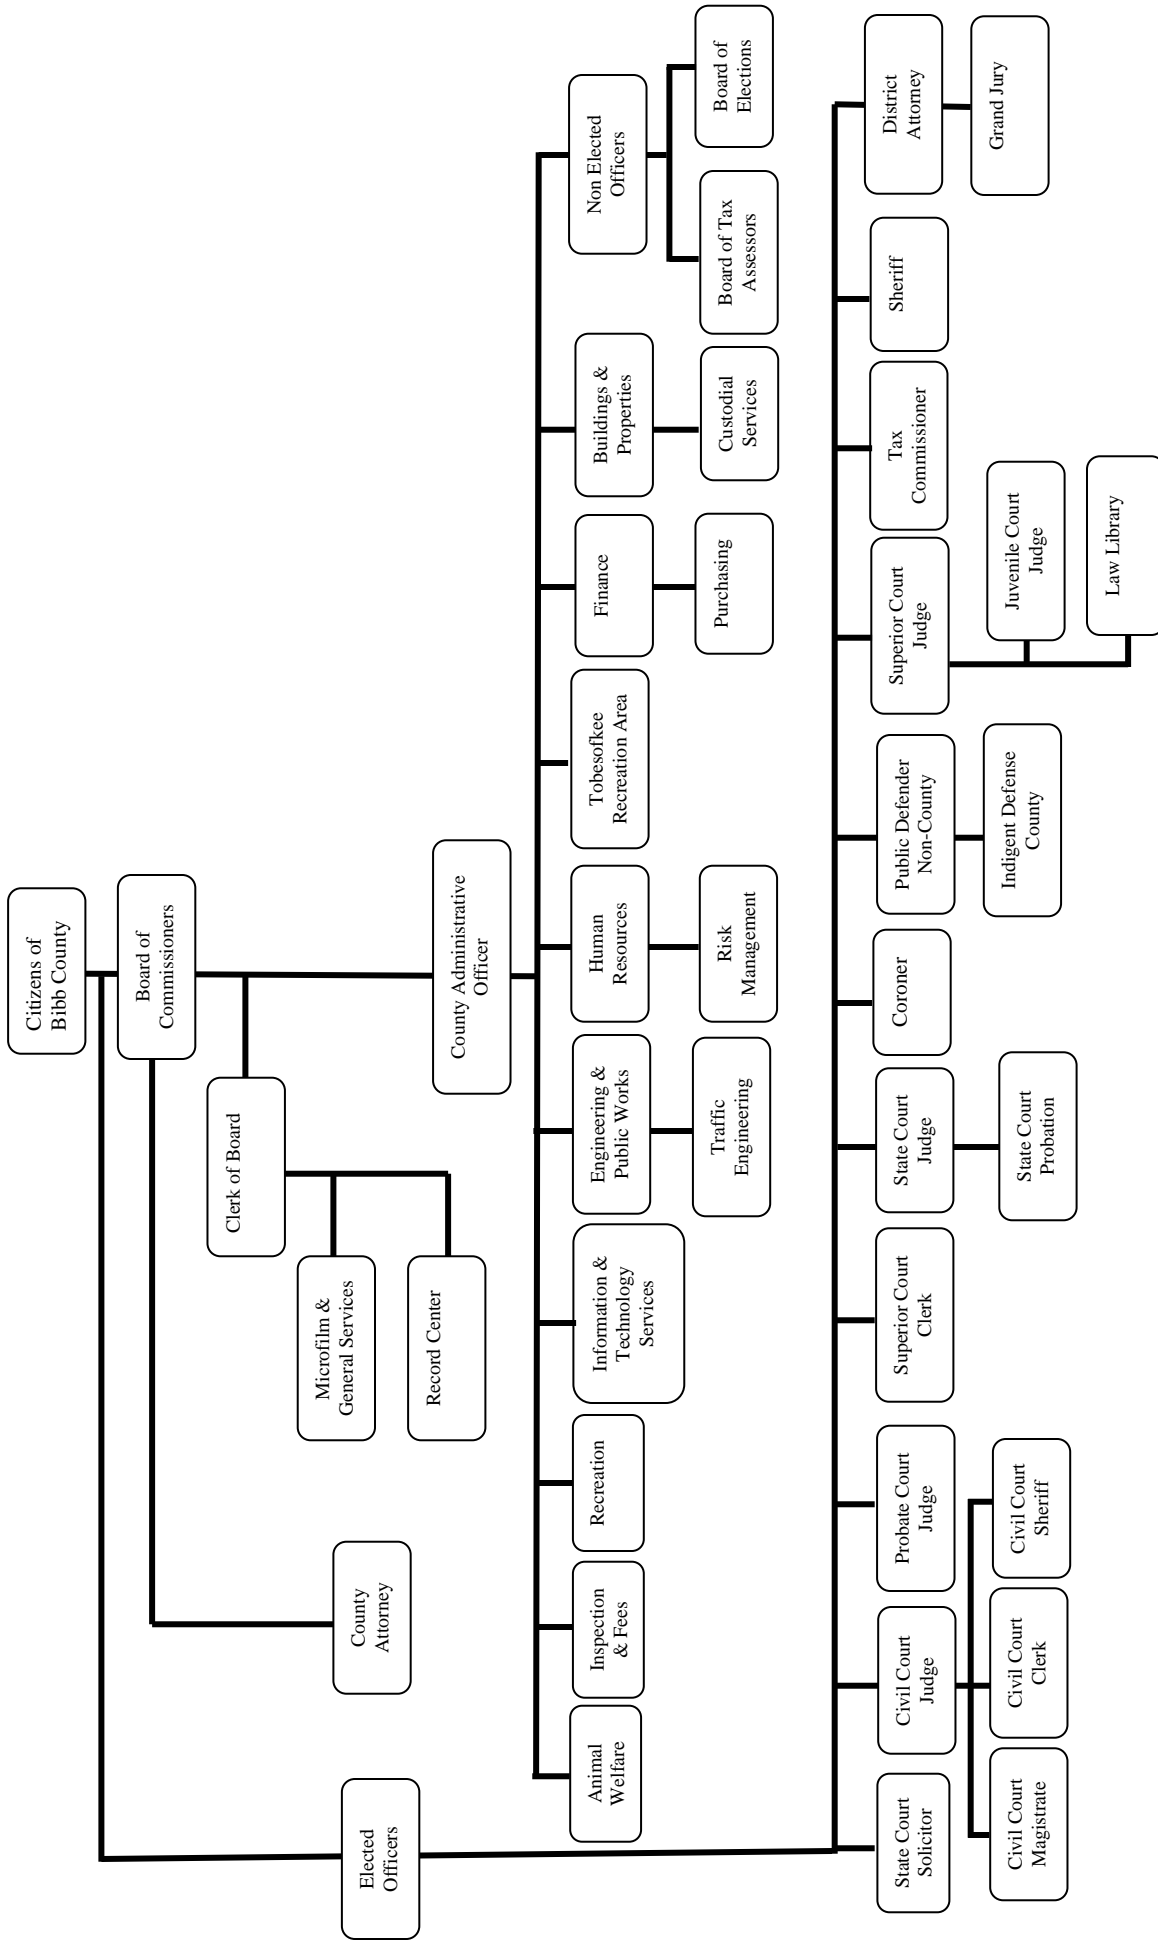 Citizens of
Bibb County
Board of
Commissioners
Clerk of Board
Microfilm &
General Services
Record Center
County
Attorney
Elected
Officers
County Administrative
Officer
Animal
Welfare
Inspection
& Fees
Recreation
Information &
Technology
Services
Engineering &
Public Works
Traffic
Engineering
Human
Resources
Risk
Management
Tobesofkee
Recreation Area
Finance
Purchasing
Buildings &
Properties
Custodial
Services
Non Elected
Officers
Board of Tax
Assessors
Board of
Elections
State Court
Solicitor
Civil Court
Judge
Civil Court
Magistrate
Civil Court
Clerk
Civil Court
Sheriff
Probate Court
Judge
Superior Court
Clerk
State Court
Judge
State Court
Probation
Coroner
Public Defender
Non-County
Indigent Defense
County
Superior Court
Judge
Juvenile Court
Judge
Law Library
Tax
Commissioner
Sheriff
District
Attorney
Grand Jury